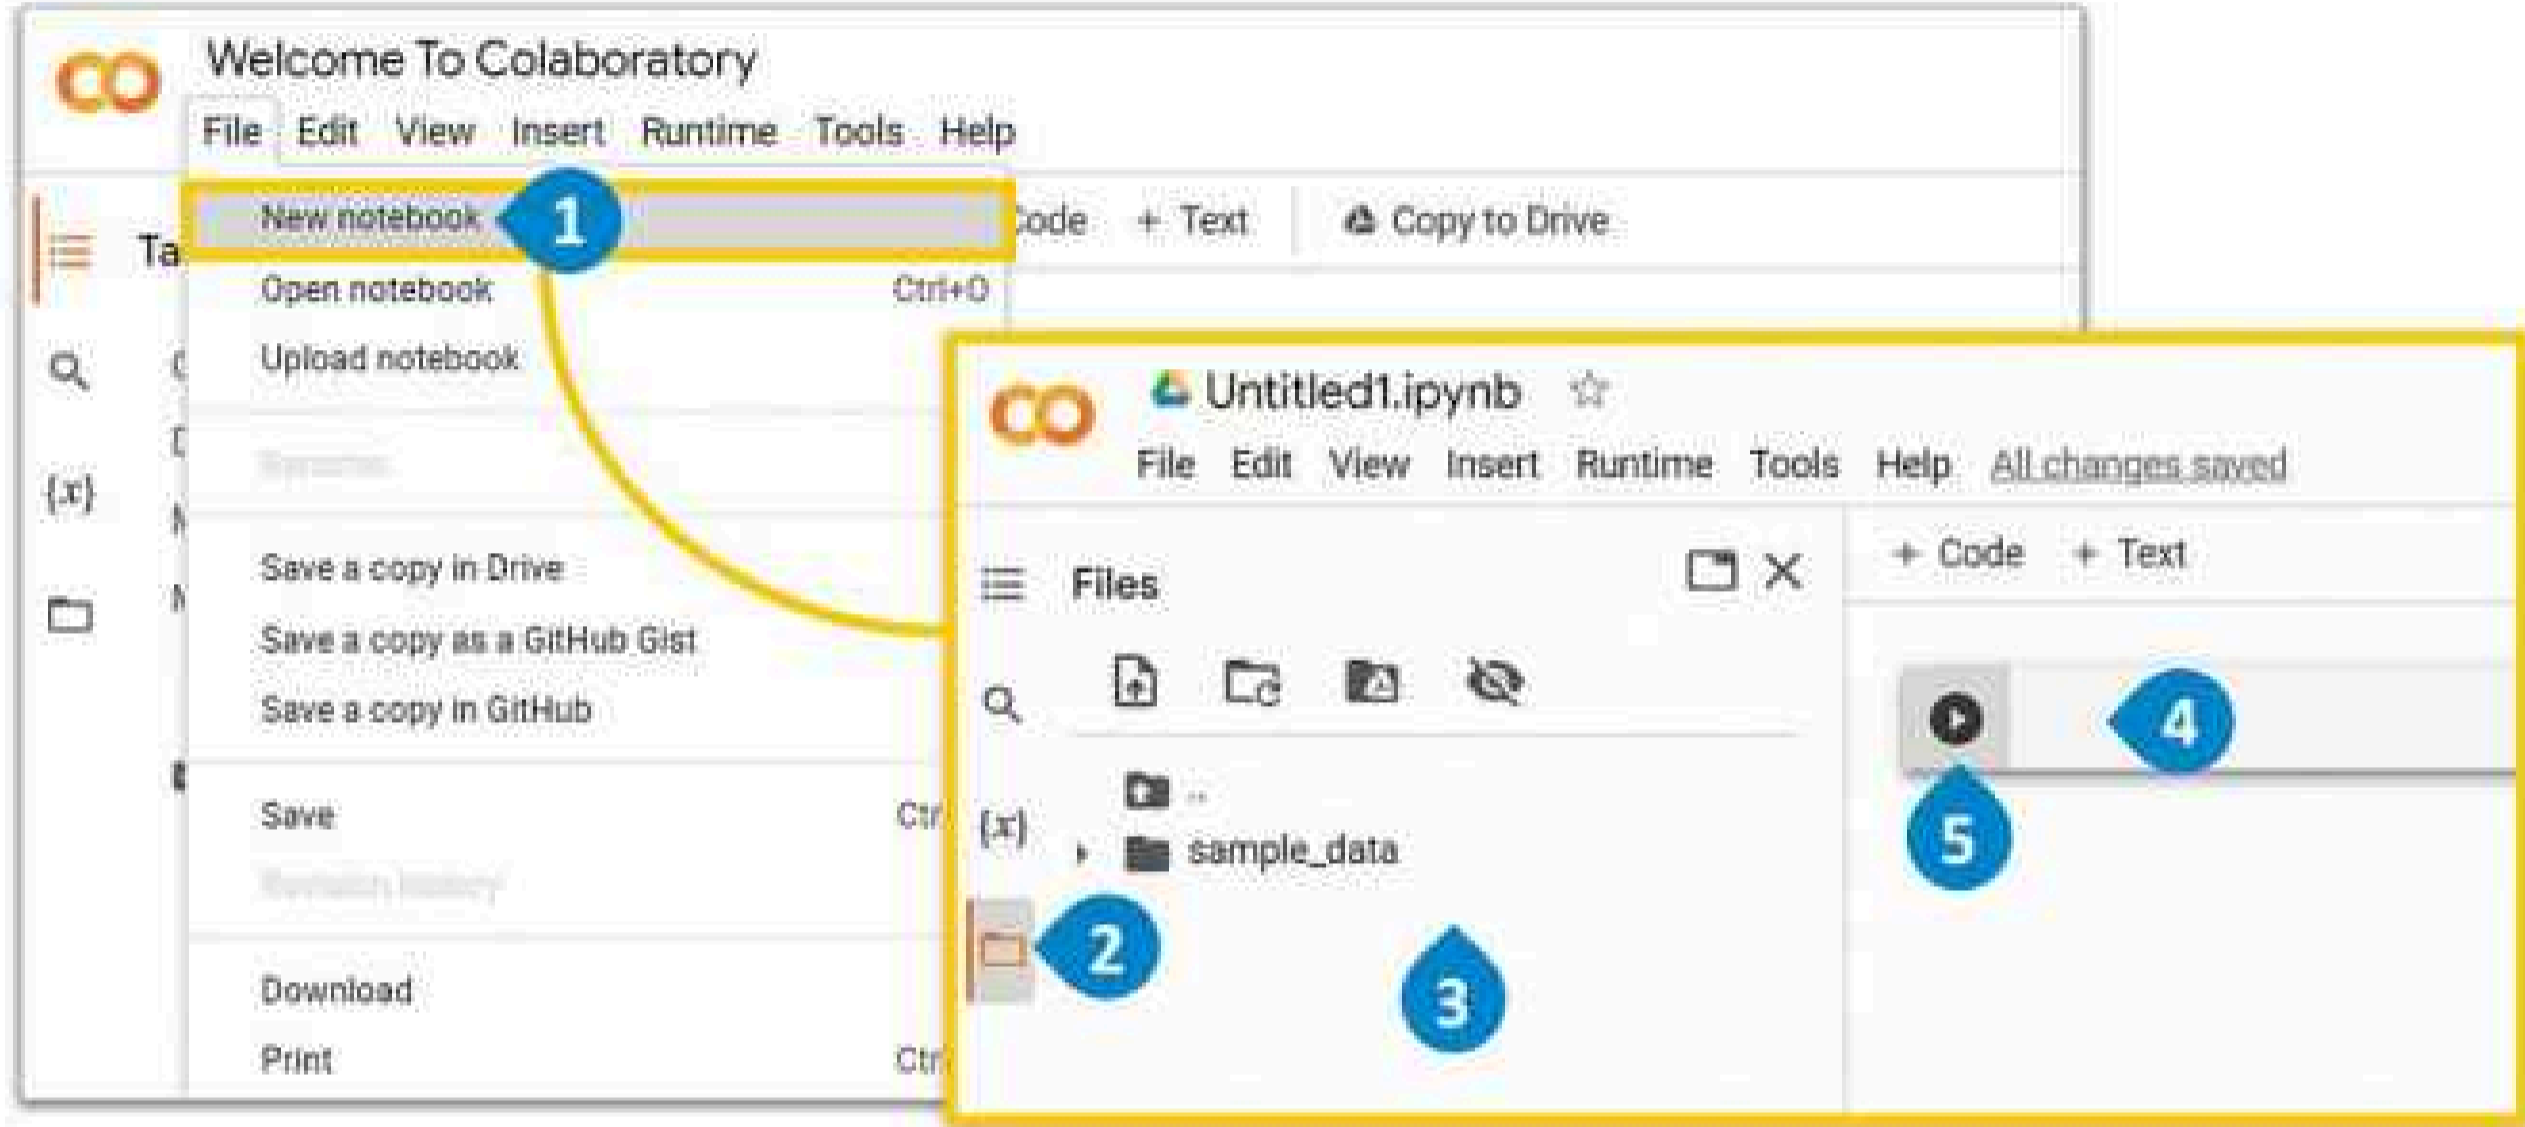 Welcome To Colaboratory
File Edit View Insert Runtime Tools Help
New notebook 1
+ Text Copy to Drive
Open notebook Ctrl+O
Upload notebook
Save a copy in Drive
Save a copy as a GitHub Gist
Save a copy in GitHub
Save
Download
Print
Untitled1.ipynb
File Edit View Insert Runtime Tools Help All changes saved
Files
+ Code + Text
..
{x} sample_data
2
3
4
5
{x}